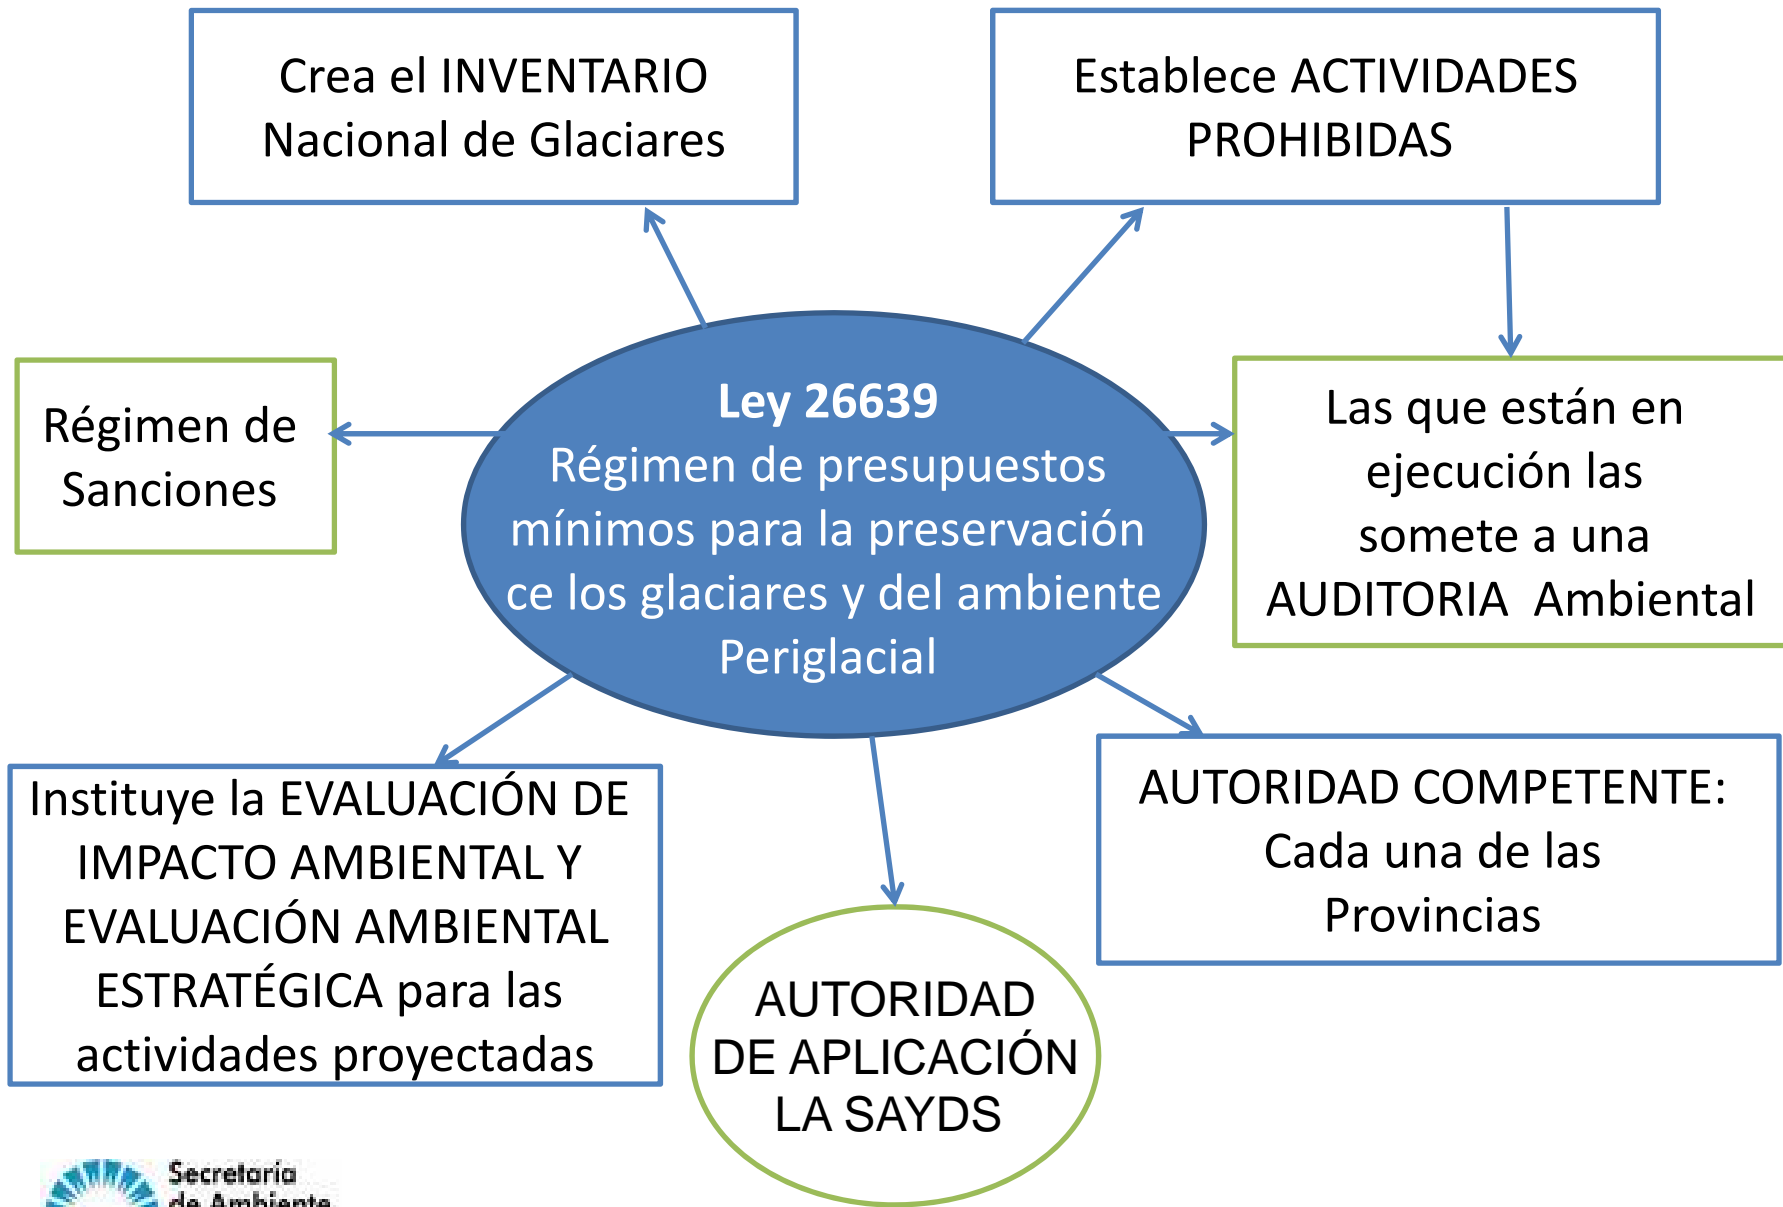 Crea el INVENTARIO
Nacional de Glaciares
Establece ACTIVIDADES
PROHIBIDAS
Régimen de
Sanciones
Ley 26639
Régimen de presupuestos
mínimos para la preservación
ce los glaciares y del ambiente
Periglacial
Las que están en
ejecución las
somete a una
AUDITORIA  Ambiental
Instituye la EVALUACIÓN DE
IMPACTO AMBIENTAL Y
EVALUACIÓN AMBIENTAL
ESTRATÉGICA para las
actividades proyectadas
AUTORIDAD
DE APLICACIÓN
LA SAYDS
AUTORIDAD COMPETENTE:
Cada una de las
Provincias
Secretaria
de Ambiente